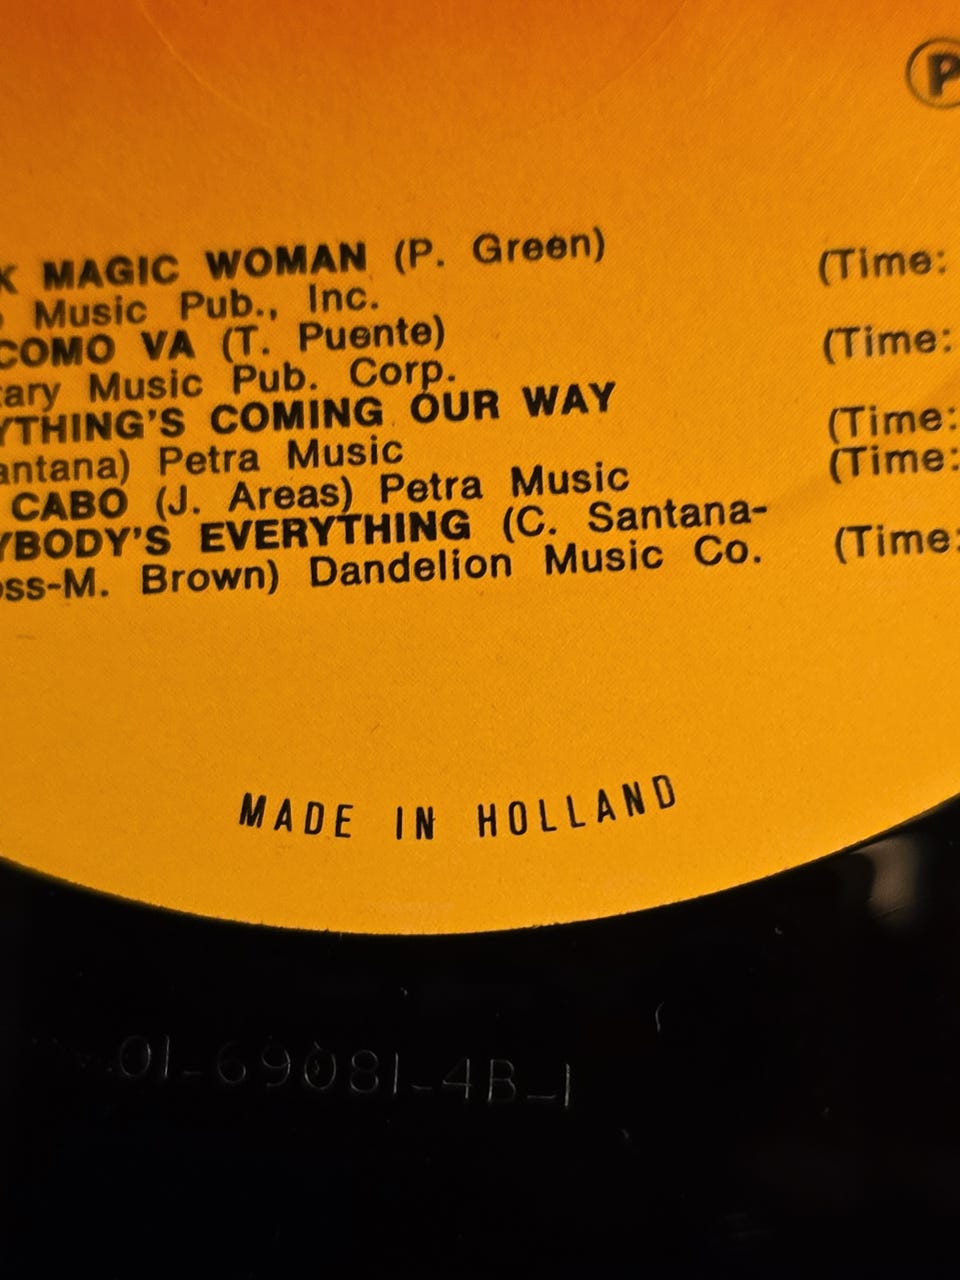 Ⓟ
K MAGIC WOMAN (P. Green) (Time:
Music Pub., Inc.
COMO VA (T. Puente) (Time:
tary Music Pub. Corp.
YTHING'S COMING OUR WAY (Time:
antana) Petra Music
CABO (J. Areas) Petra Music (Time:
YBODY'S EVERYTHING (C. Santana-
oss-M. Brown) Dandelion Music Co. (Time:
MADE IN HOLLAND
01-69081-4B-1